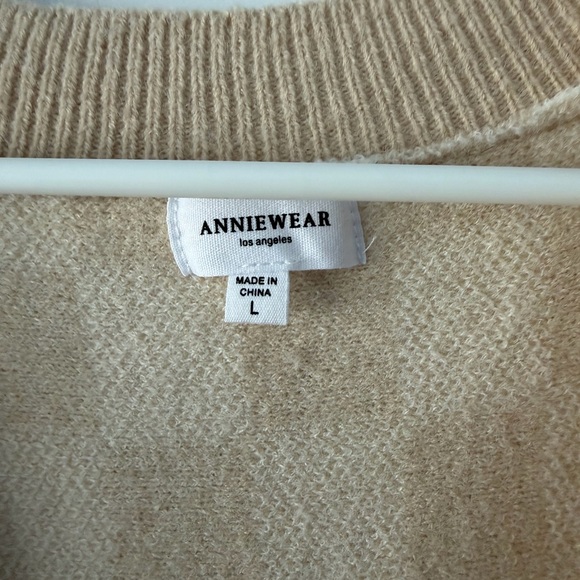 ANNIEWEAR
los angeles
MADE IN
CHINA
L